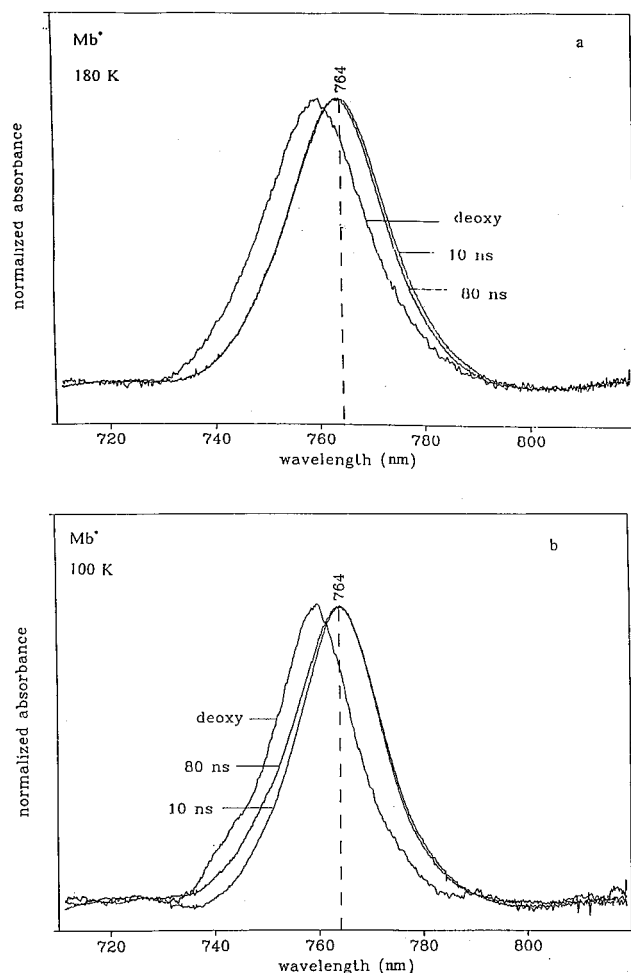 Mb*
a
180 K
764
normalized absorbance
deoxy
10 ns
80 ns
720 740 760 780 800
wavelength (nm)
Mb*
b
100 K
764
normalized absorbance
deoxy
80 ns
10 ns
720 740 760 780 800
wavelength (nm)